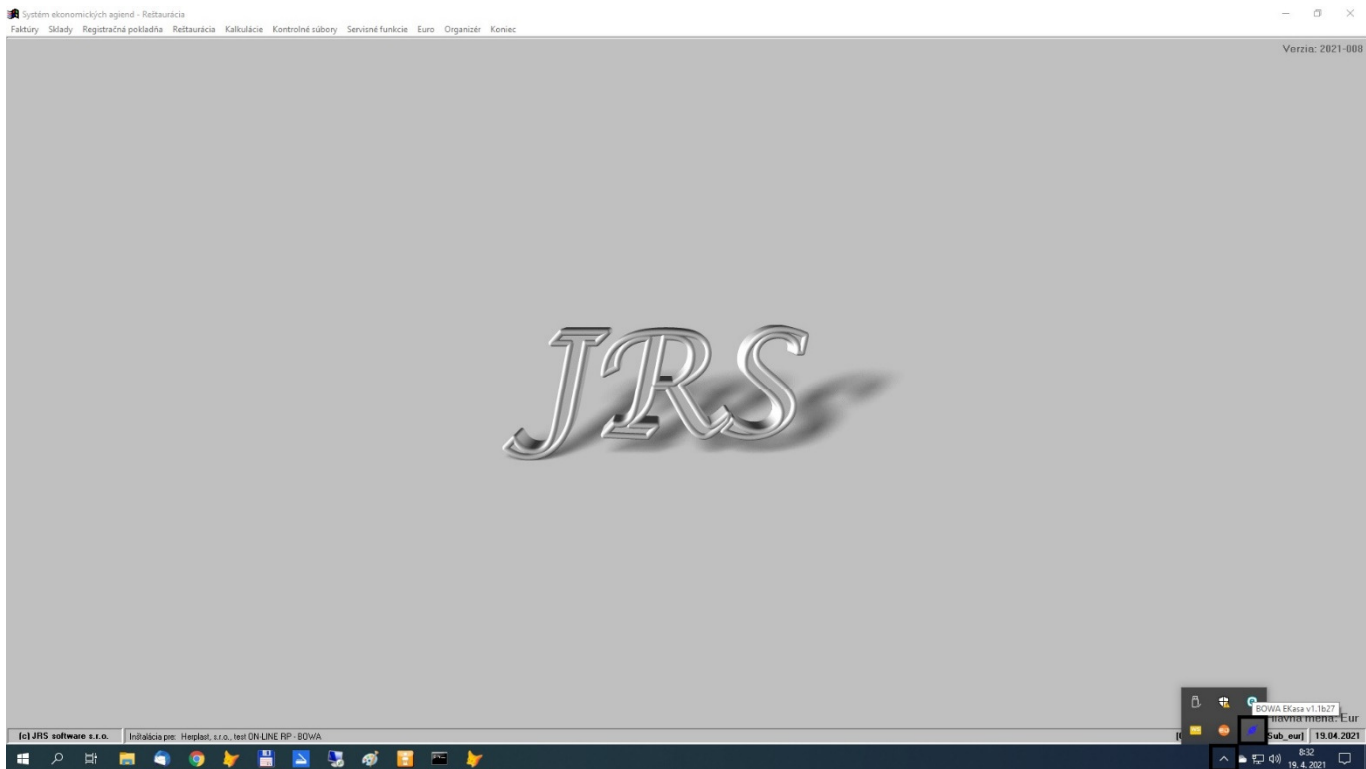 Systém ekonomických agiend - Reštaurácia
Faktúry Sklady Registračná pokladňa Reštaurácia Kalkulácie Kontrolné súbory Servisné funkcie Euro Organizér Koniec
Verzia: 2021-008
JRS
BOWA EKasa v1.1b27
Hlavná mena: Eur
(c) JRS software s.r.o. Inštalácia pre: Herplast, s.r.o., test ON-LINE RP - BOWA Sub_eur] 19.04.2021
8:32
19. 4. 2021